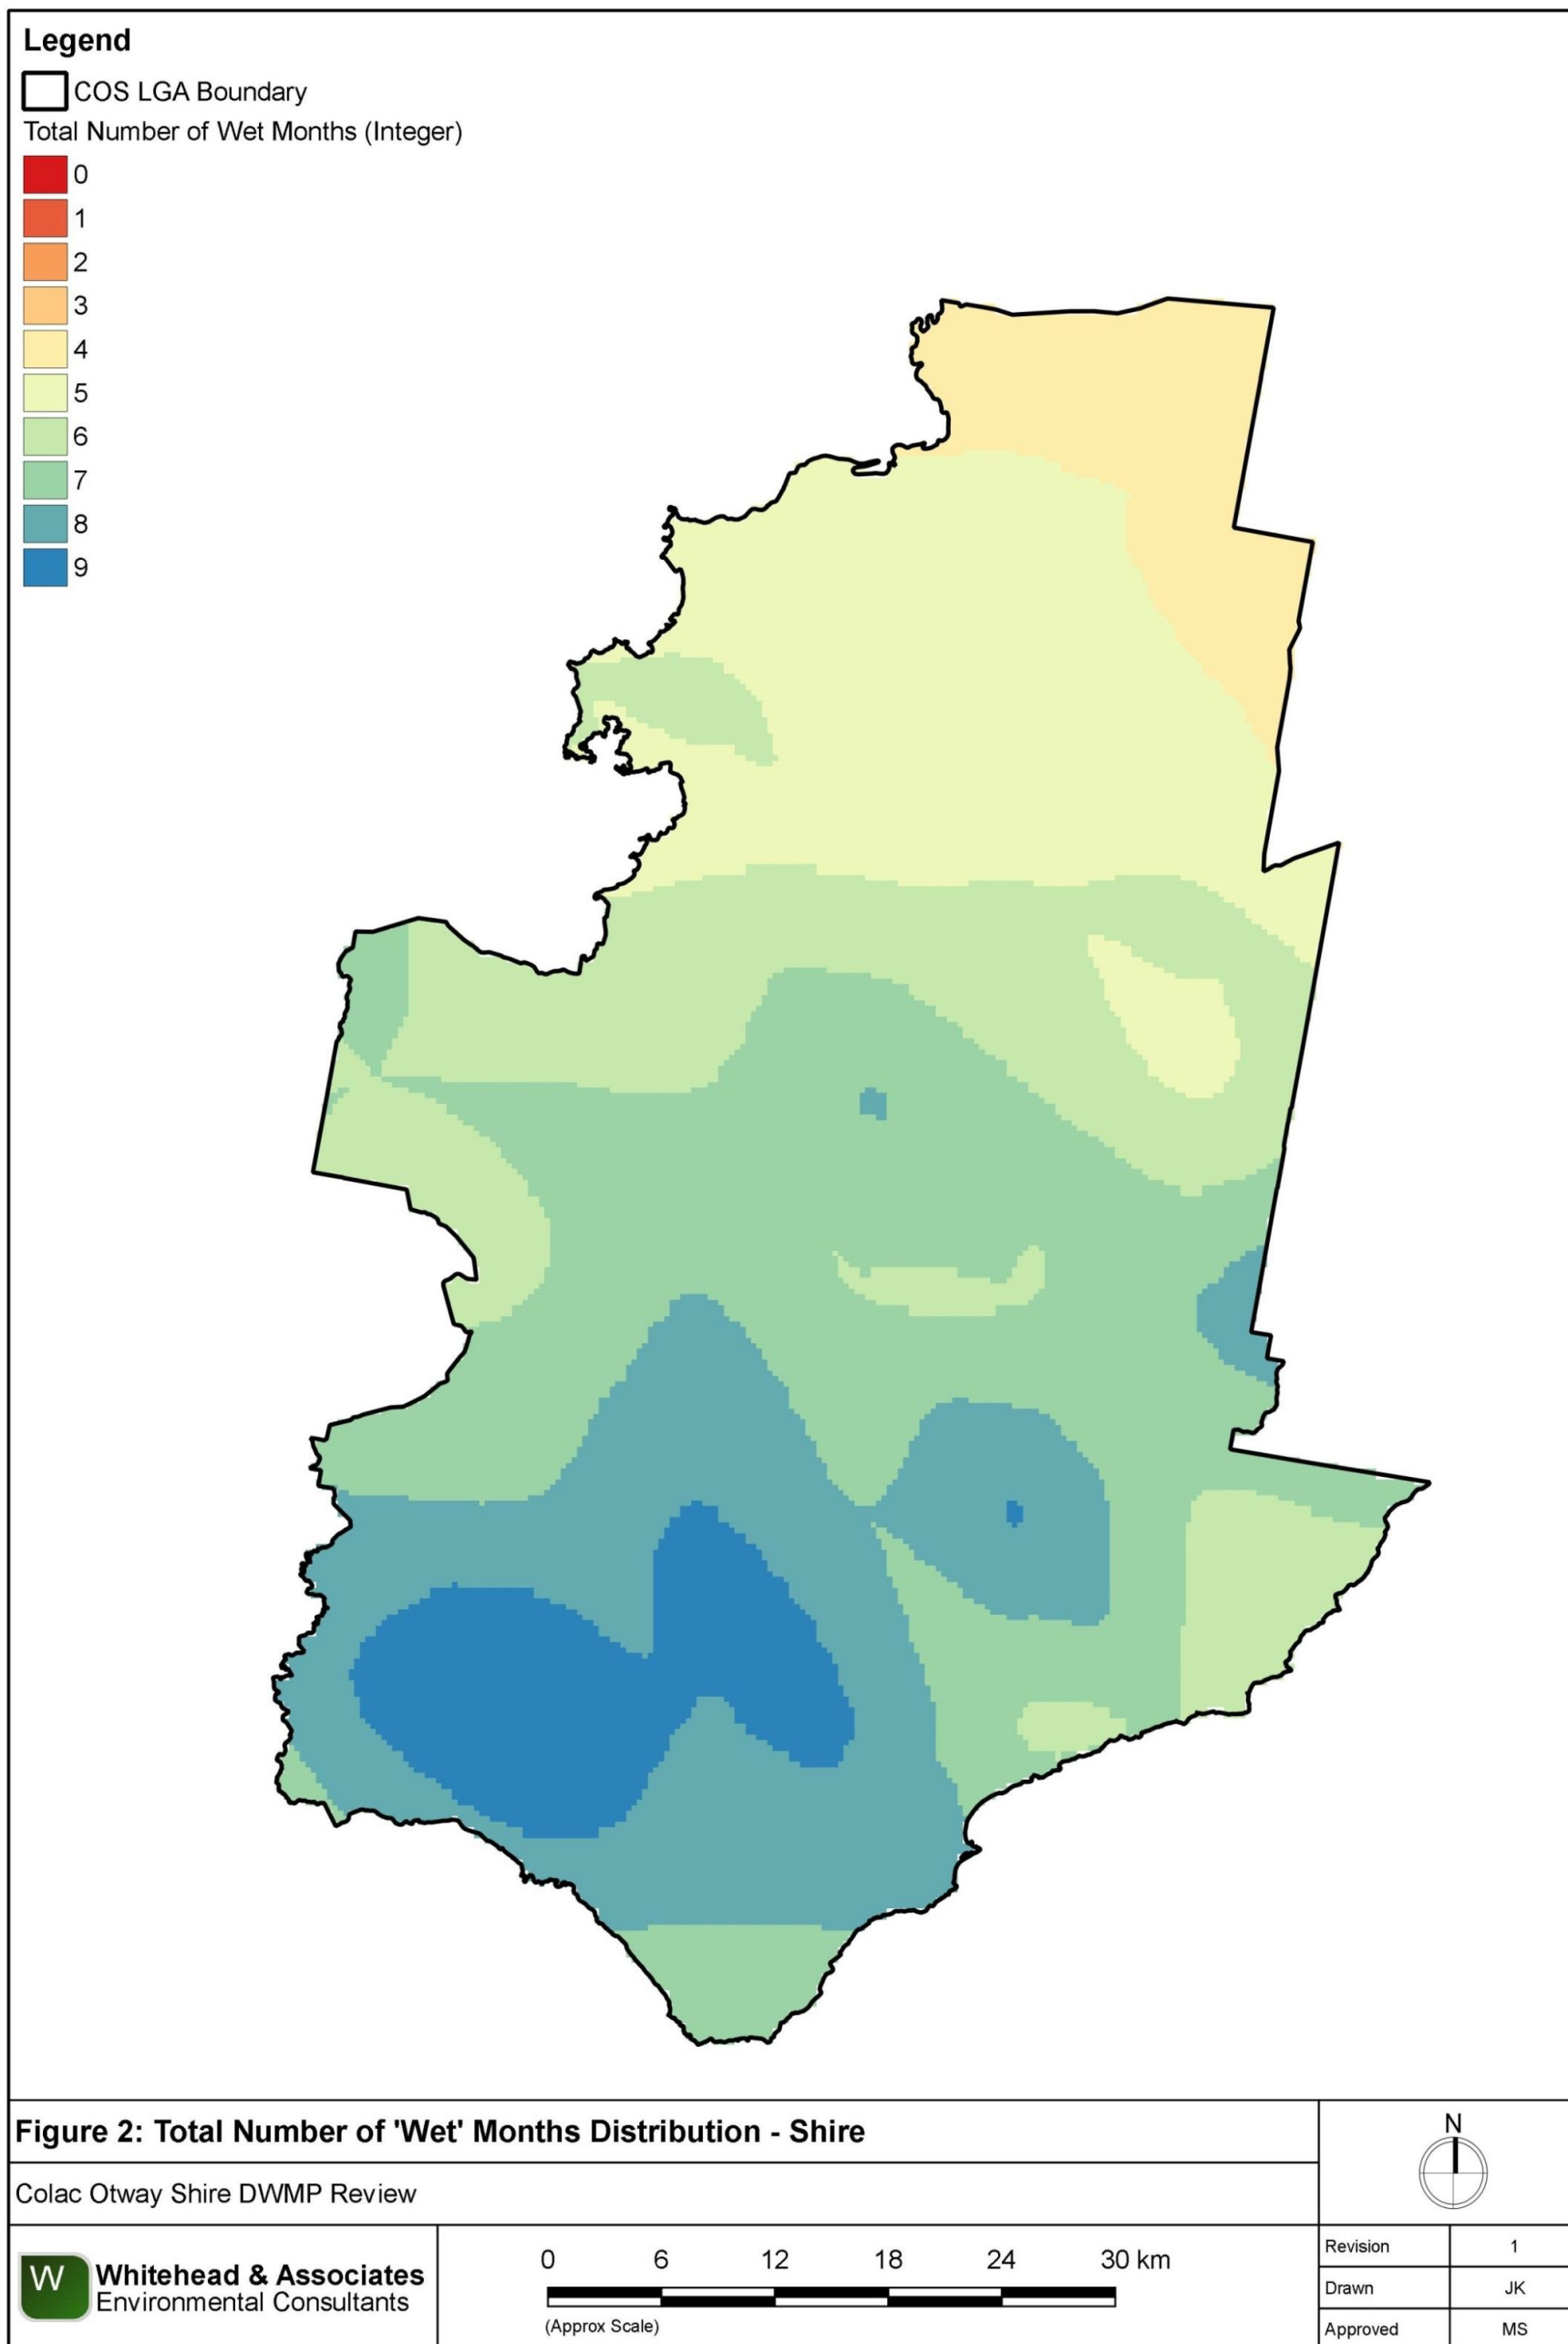 Legend
COS LGA Boundary
Total Number of Wet Months (Integer)
0
1
2
3
4
5
6
7
8
9
Figure 2: Total Number of 'Wet' Months Distribution - Shire
Colac Otway Shire DWMP Review
N
W
Whitehead & Associates
Environmental Consultants
0 6 12 18 24 30 km
(Approx Scale)
Revision 1
Drawn JK
Approved MS